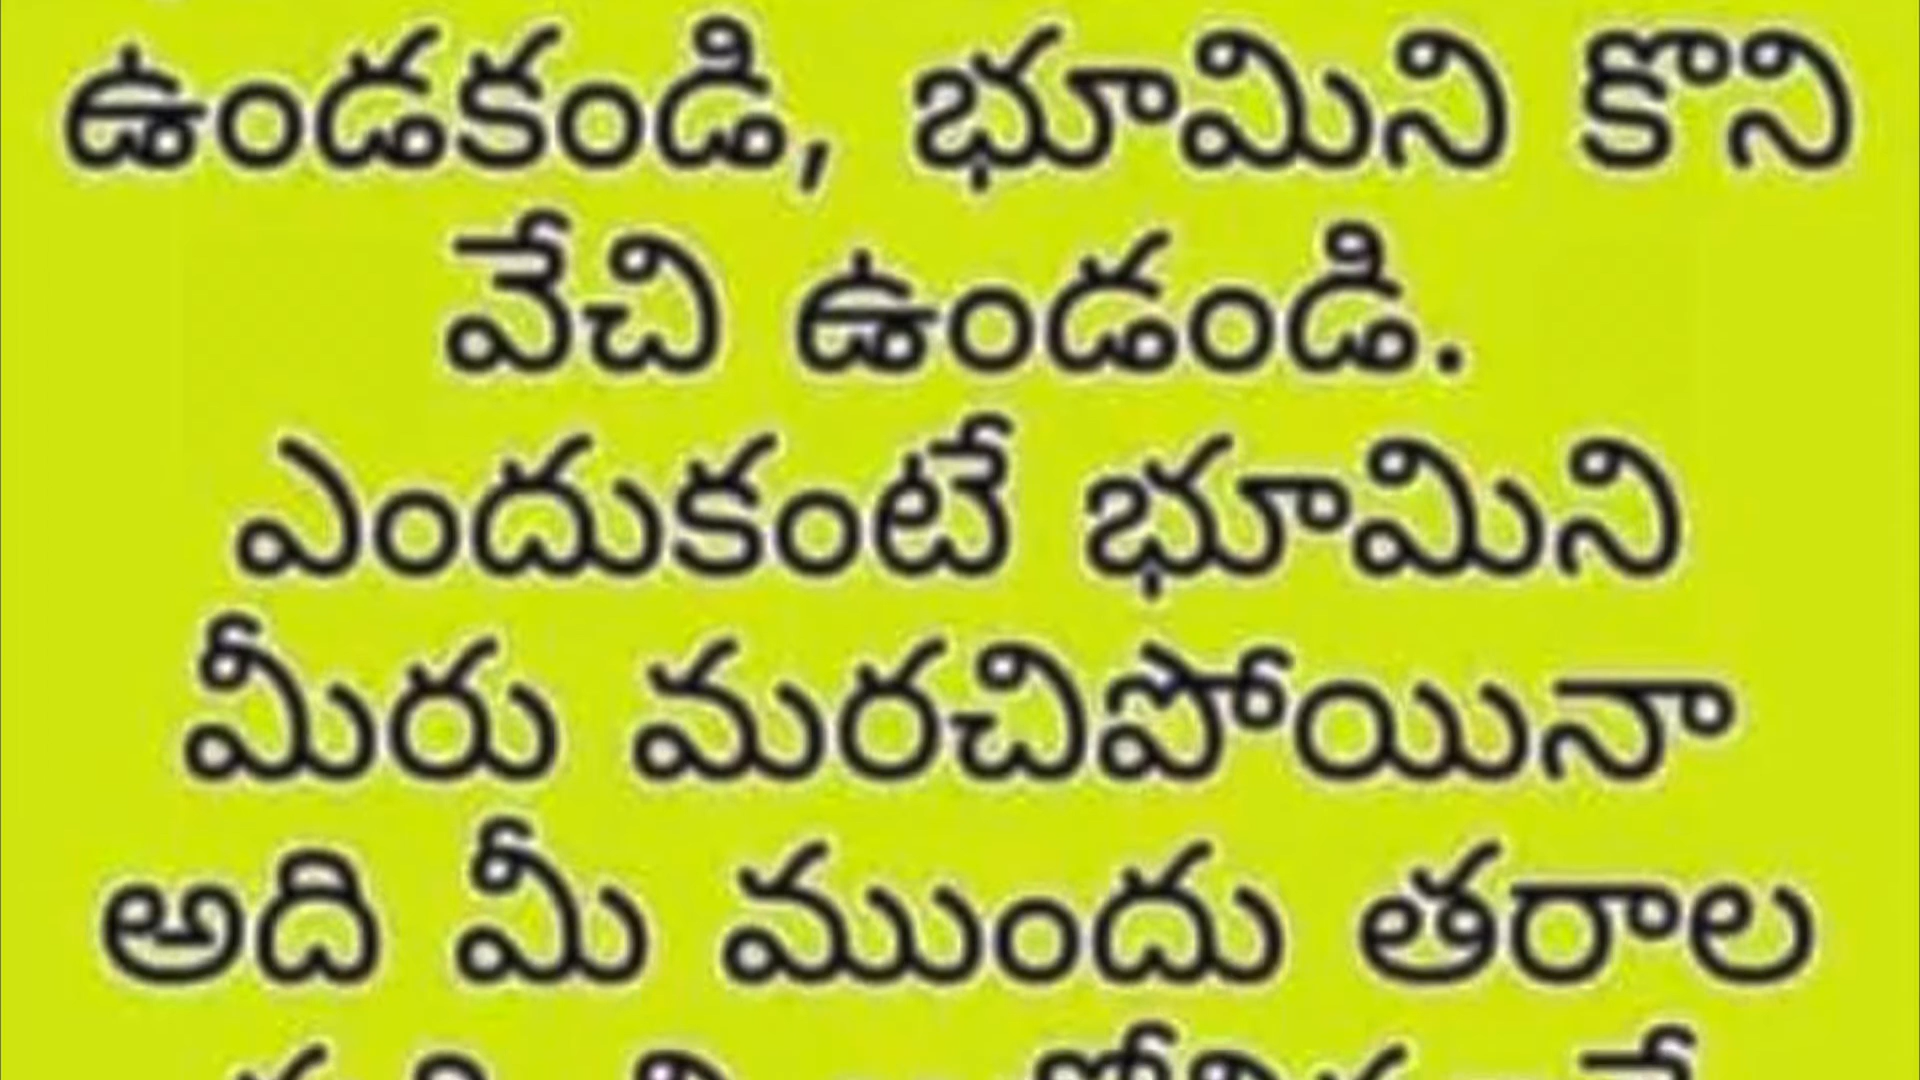 ఉండకండి, భూమిని కొని
వేచి ఉండండి.
ఎందుకంటే భూమిని
మీరు మరచిపోయినా
అది మీ ముందు తరాల